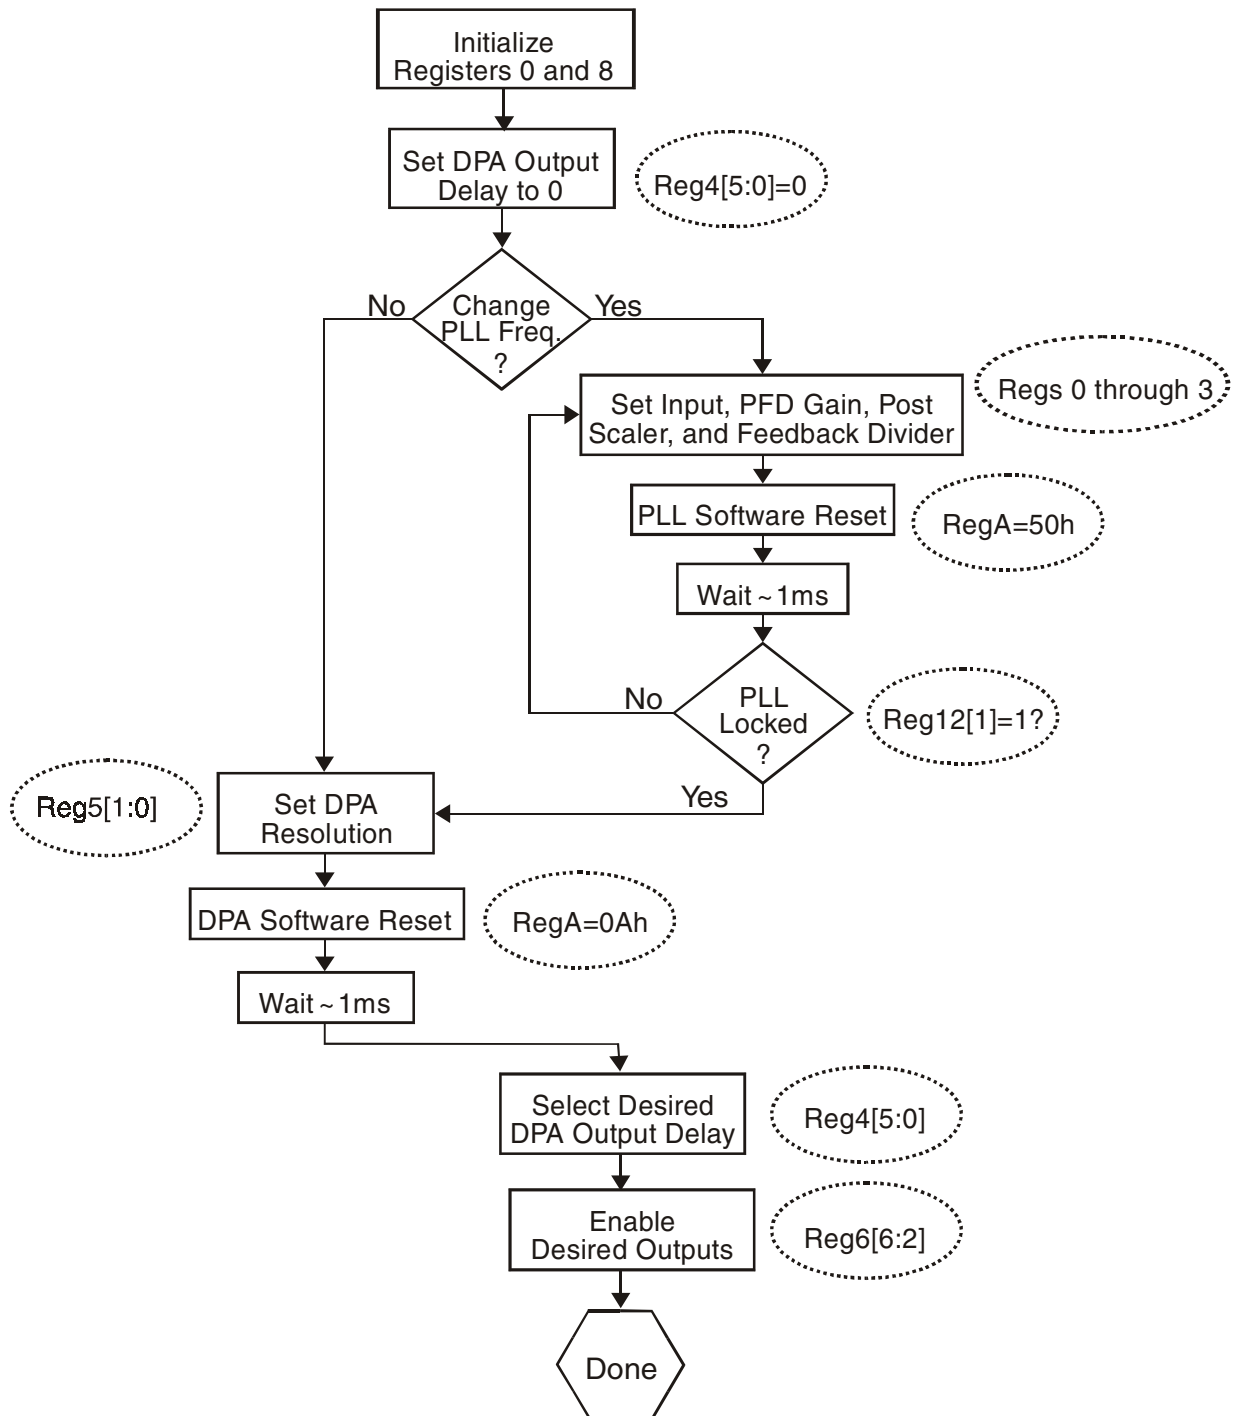 Initialize
Registers 0 and 8
Set DPA Output
Delay to 0
Reg4[5:0]=0
No
Change
PLL Freq.
?
Yes
Regs 0 through 3
Set Input, PFD Gain, Post
Scaler, and Feedback Divider
PLL Software Reset
RegA=50h
Wait ~ 1ms
No
PLL
Locked
?
Reg12[1]=1?
Yes
Reg5[1:0]
Set DPA
Resolution
DPA Software Reset
RegA=0Ah
Wait ~ 1ms
Select Desired
DPA Output Delay
Reg4[5:0]
Enable
Desired Outputs
Reg6[6:2]
Done